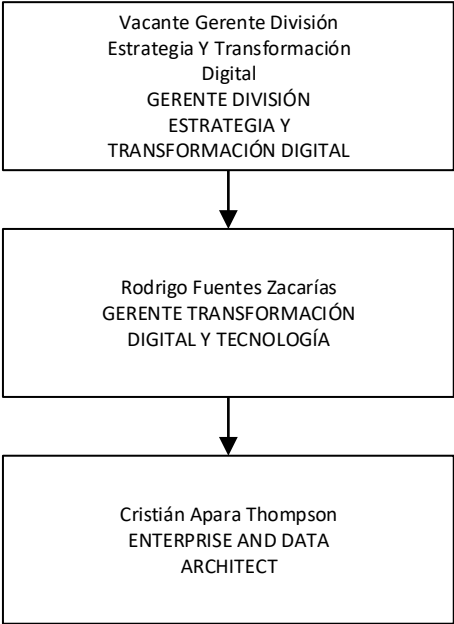 Vacante Gerente División
Estrategia Y Transformación
Digital
GERENTE DIVISIÓN
ESTRATEGIA Y
TRANSFORMACIÓN DIGITAL
Rodrigo Fuentes Zacarías
GERENTE TRANSFORMACIÓN
DIGITAL Y TECNOLOGÍA
Cristián Apara Thompson
ENTERPRISE AND DATA
ARCHITECT